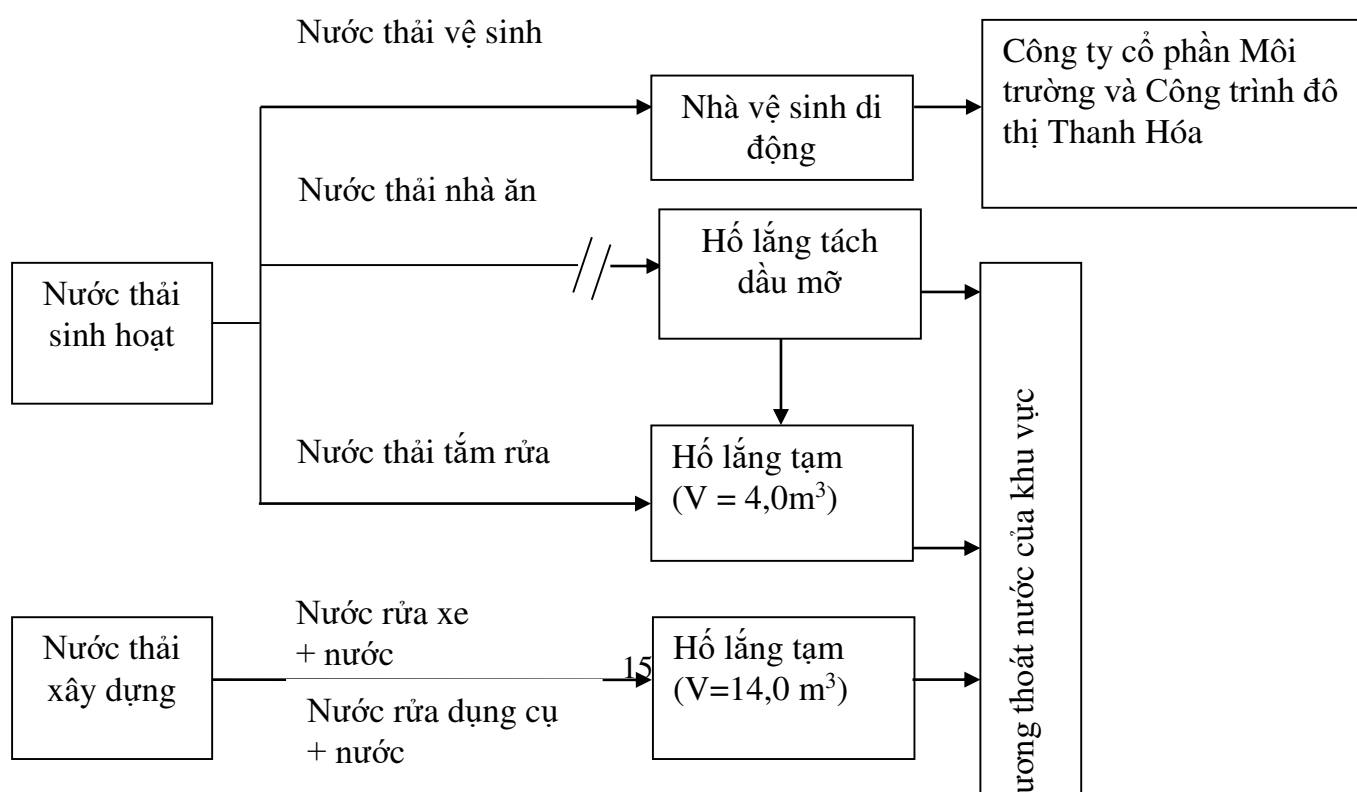 Nước thải vệ sinh
Công ty cổ phần Môi
trường và Công trình đô
thị Thanh Hóa
Nhà vệ sinh di
động
Nước thải nhà ăn
Hố lắng tách
dầu mỡ
Nước thải
sinh hoạt
Nước thải tắm rửa
Hố lắng tạm
(V = 4,0m³)
thoát nước của khu vực
Nước thải
xây dựng
Nước rửa xe
+ nước
15
Hố lắng tạm
(V=14,0 m³)
Nước rửa dụng cụ
+ nước